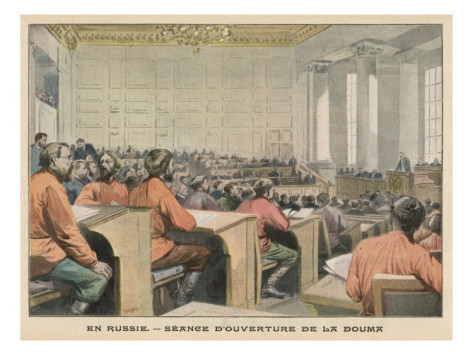 EN RUSSIE. — SÉANCE D'OUVERTURE DE LA DOUMA